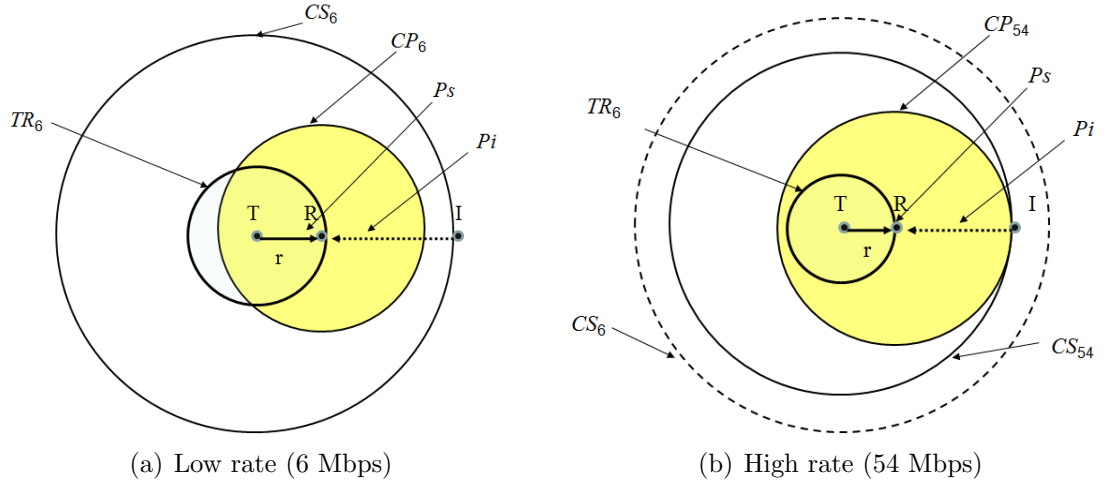 CS₆
CP₆
Ps
TR₆
Pi
T
R
I
r
(a) Low rate (6 Mbps)
CP₅₄
Ps
TR₆
Pi
T
R
I
r
CS₆
CS₅₄
(b) High rate (54 Mbps)